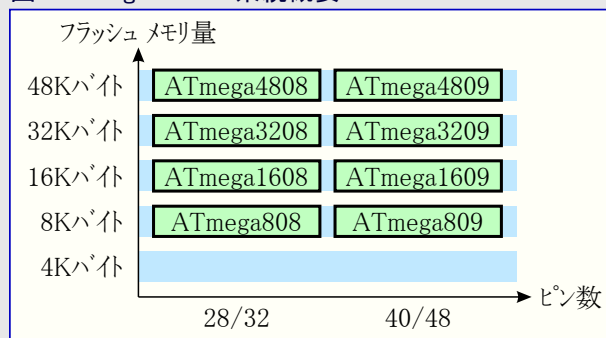 フラッシュ メモリ量
48Kバイト ATmega4808 ATmega4809
32Kバイト ATmega3208 ATmega3209
16Kバイト ATmega1608 ATmega1609
8Kバイト ATmega808 ATmega809
4Kバイト
ピン数
28/32 40/48